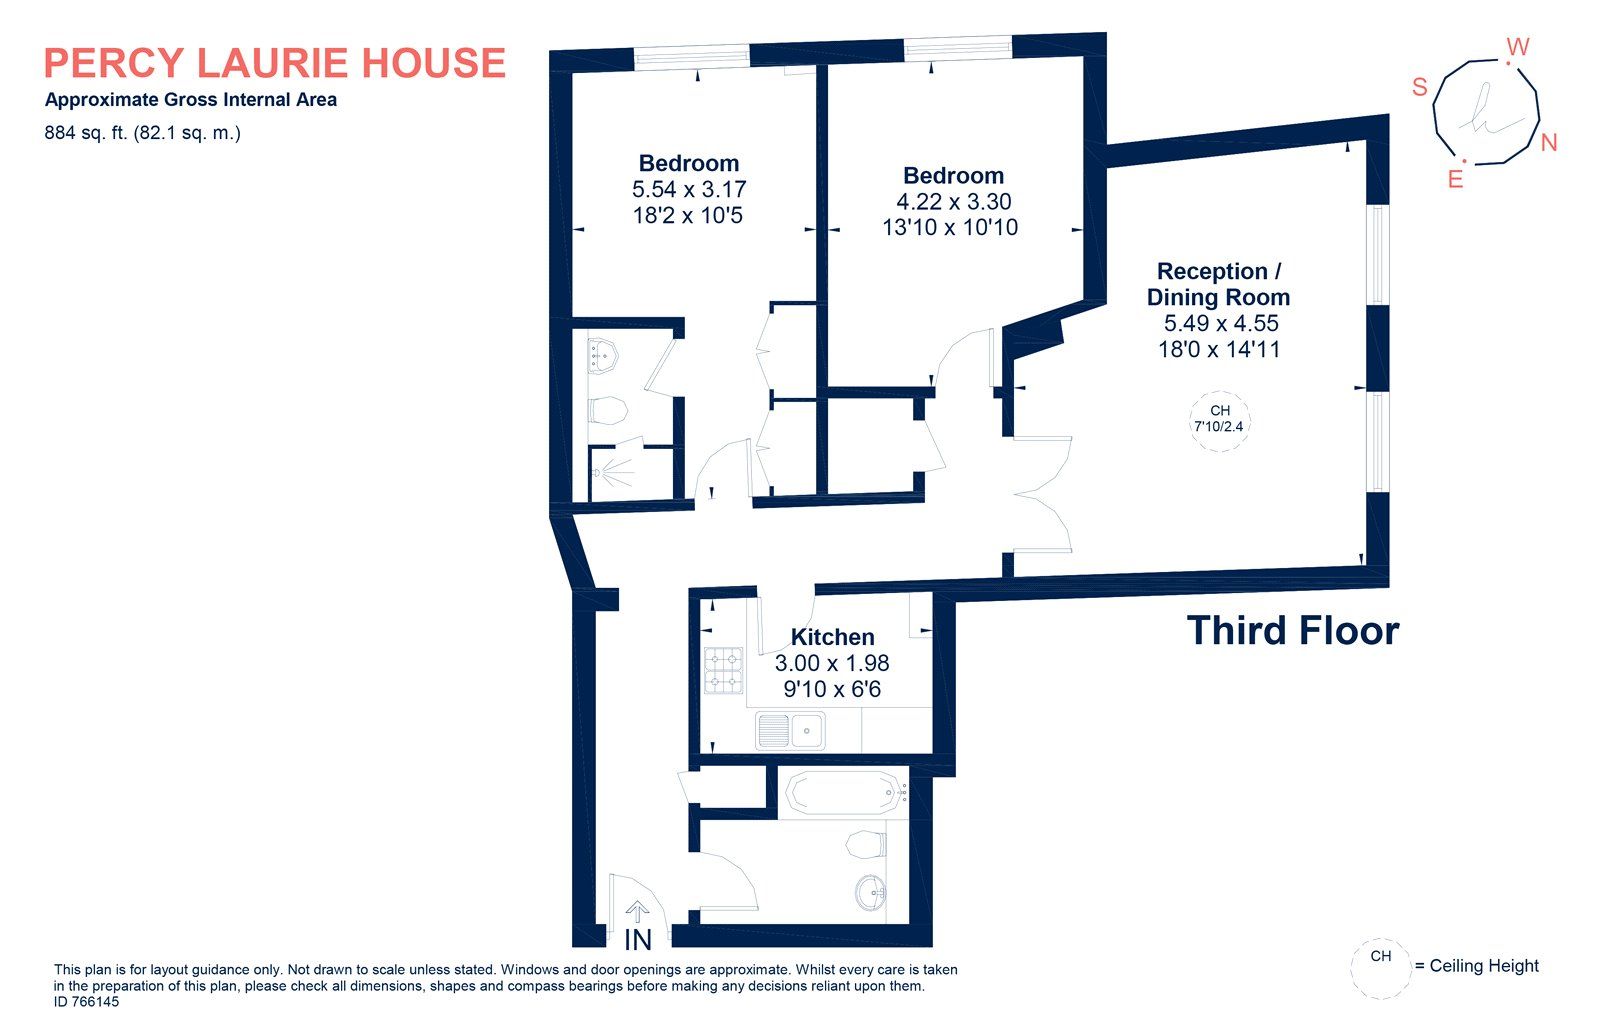 PERCY LAURIE HOUSE
Approximate Gross Internal Area
884 sq. ft. (82.1 sq. m.)
W
S
N
E
Bedroom
5.54 x 3.17
18'2 x 10'5
Bedroom
4.22 x 3.30
13'10 x 10'10
Reception /
Dining Room
5.49 x 4.55
18'0 x 14'11
CH
7'10/2.4
Third Floor
Kitchen
3.00 x 1.98
9'10 x 6'6
IN
CH
= Ceiling Height
This plan is for layout guidance only. Not drawn to scale unless stated. Windows and door openings are approximate. Whilst every care is taken
in the preparation of this plan, please check all dimensions, shapes and compass bearings before making any decisions reliant upon them.
ID 766145